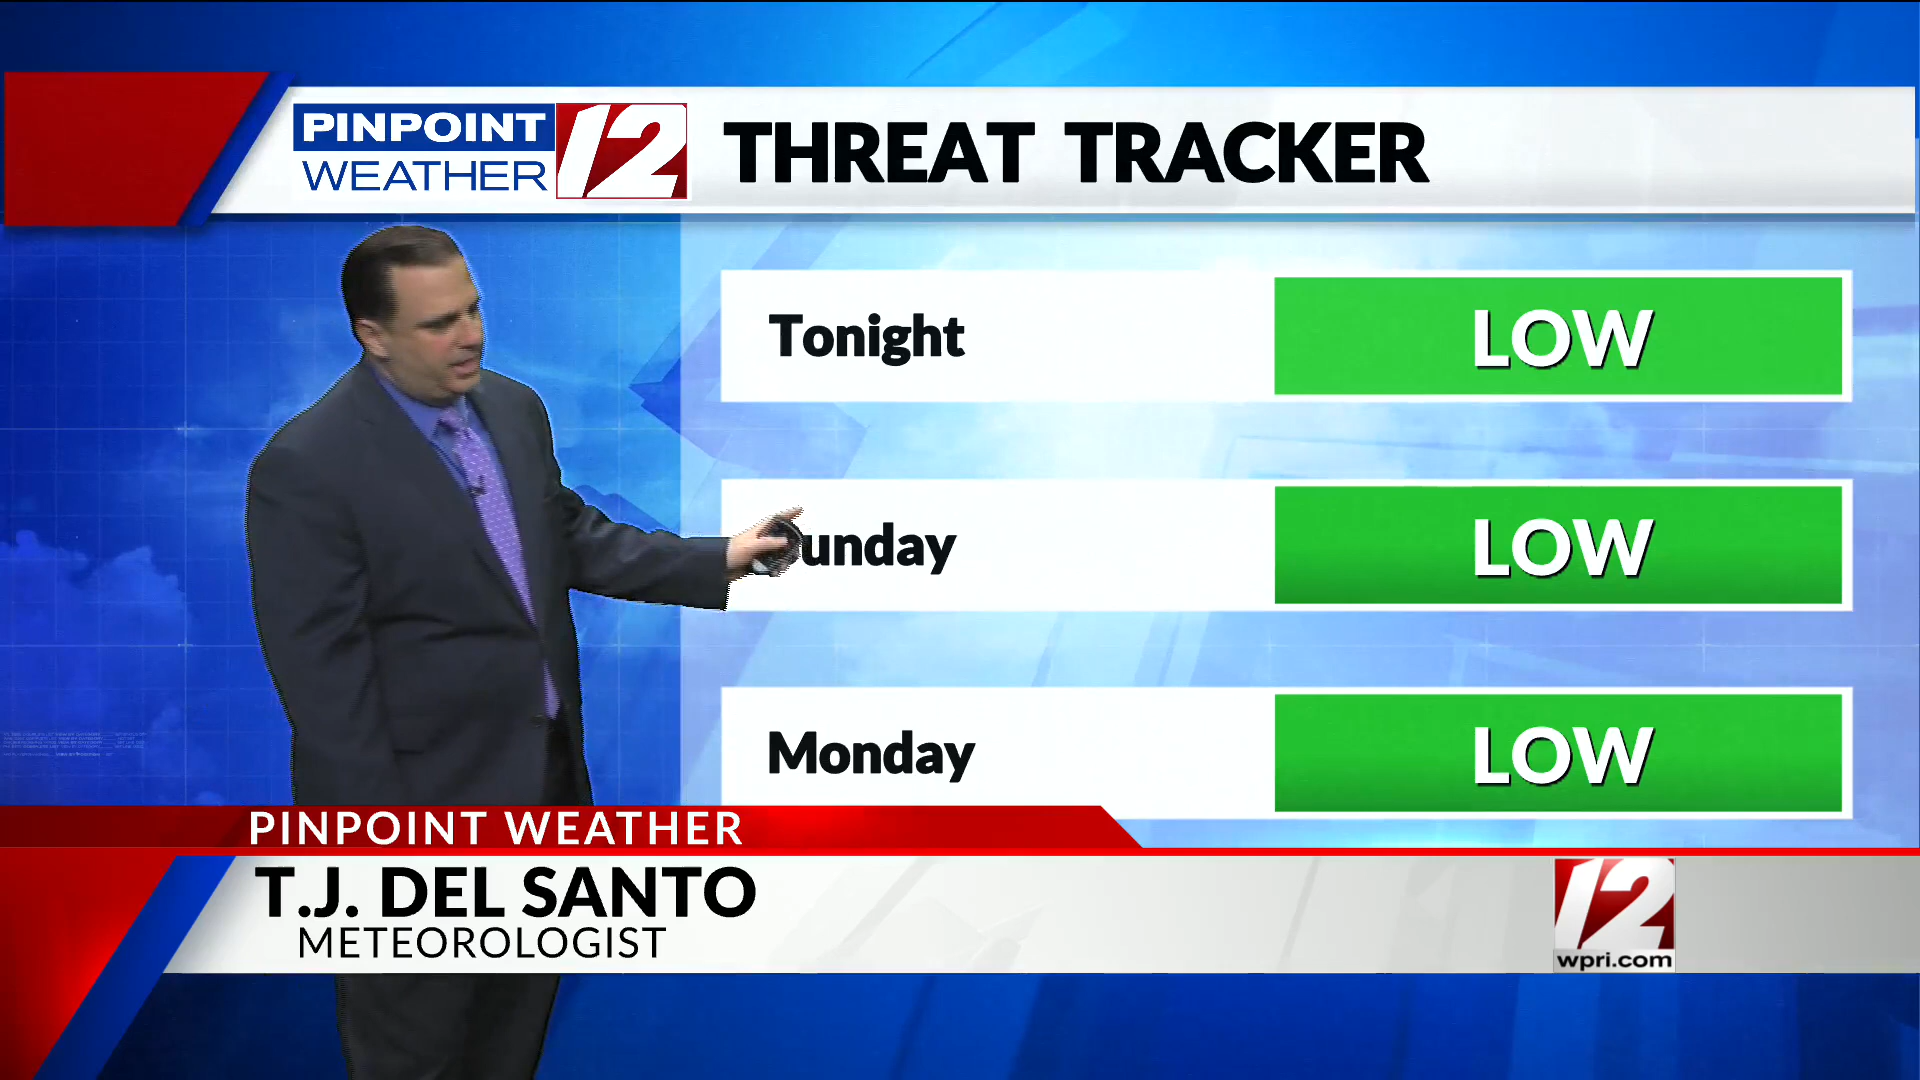 PINPOINT
WEATHER
12
THREAT TRACKER
Tonight
LOW
unday
LOW
Monday
LOW
PINPOINT WEATHER
T.J. DEL SANTO
METEOROLOGIST
12
wpri.com